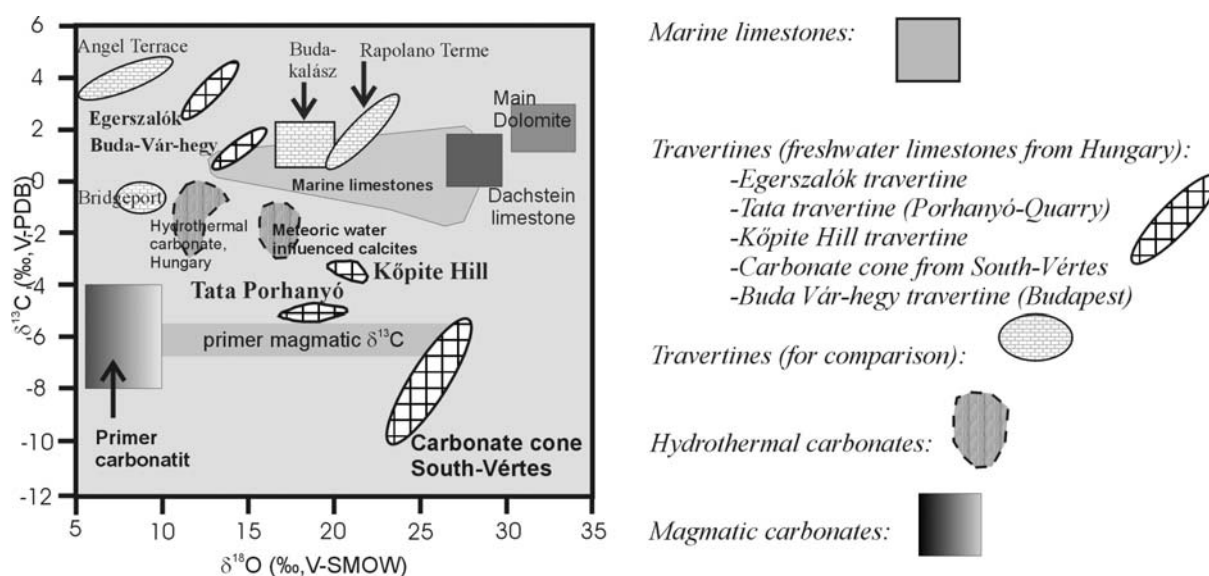 6
4
2
0
-2
-4
-6
-8
-10
-12
δ¹³C (‰,V-PDB)
5
10
15
20
25
30
35
δ¹⁸O (‰,V-SMOW)
Angel Terrace
Buda-
kalász
Rapolano Terme
Egerszalók
Buda-Vár-hegy
Main
Dolomite
Marine limestones
Dachstein
limestone
Bridgeport
Hydrothermal
carbonate,
Hungary
Meteoric water
influenced calcites
Kőpite Hill
Tata Porhanyó
primer magmatic δ¹³C
Primer
carbonatit
Carbonate cone
South-Vértes
Marine limestones:
Travertines (freshwater limestones from Hungary):
-Egerszalók travertine
-Tata travertine (Porhanyó-Quarry)
-Kőpite Hill travertine
-Carbonate cone from South-Vértes
-Buda Vár-hegy travertine (Budapest)
Travertines (for comparison):
Hydrothermal carbonates:
Magmatic carbonates: